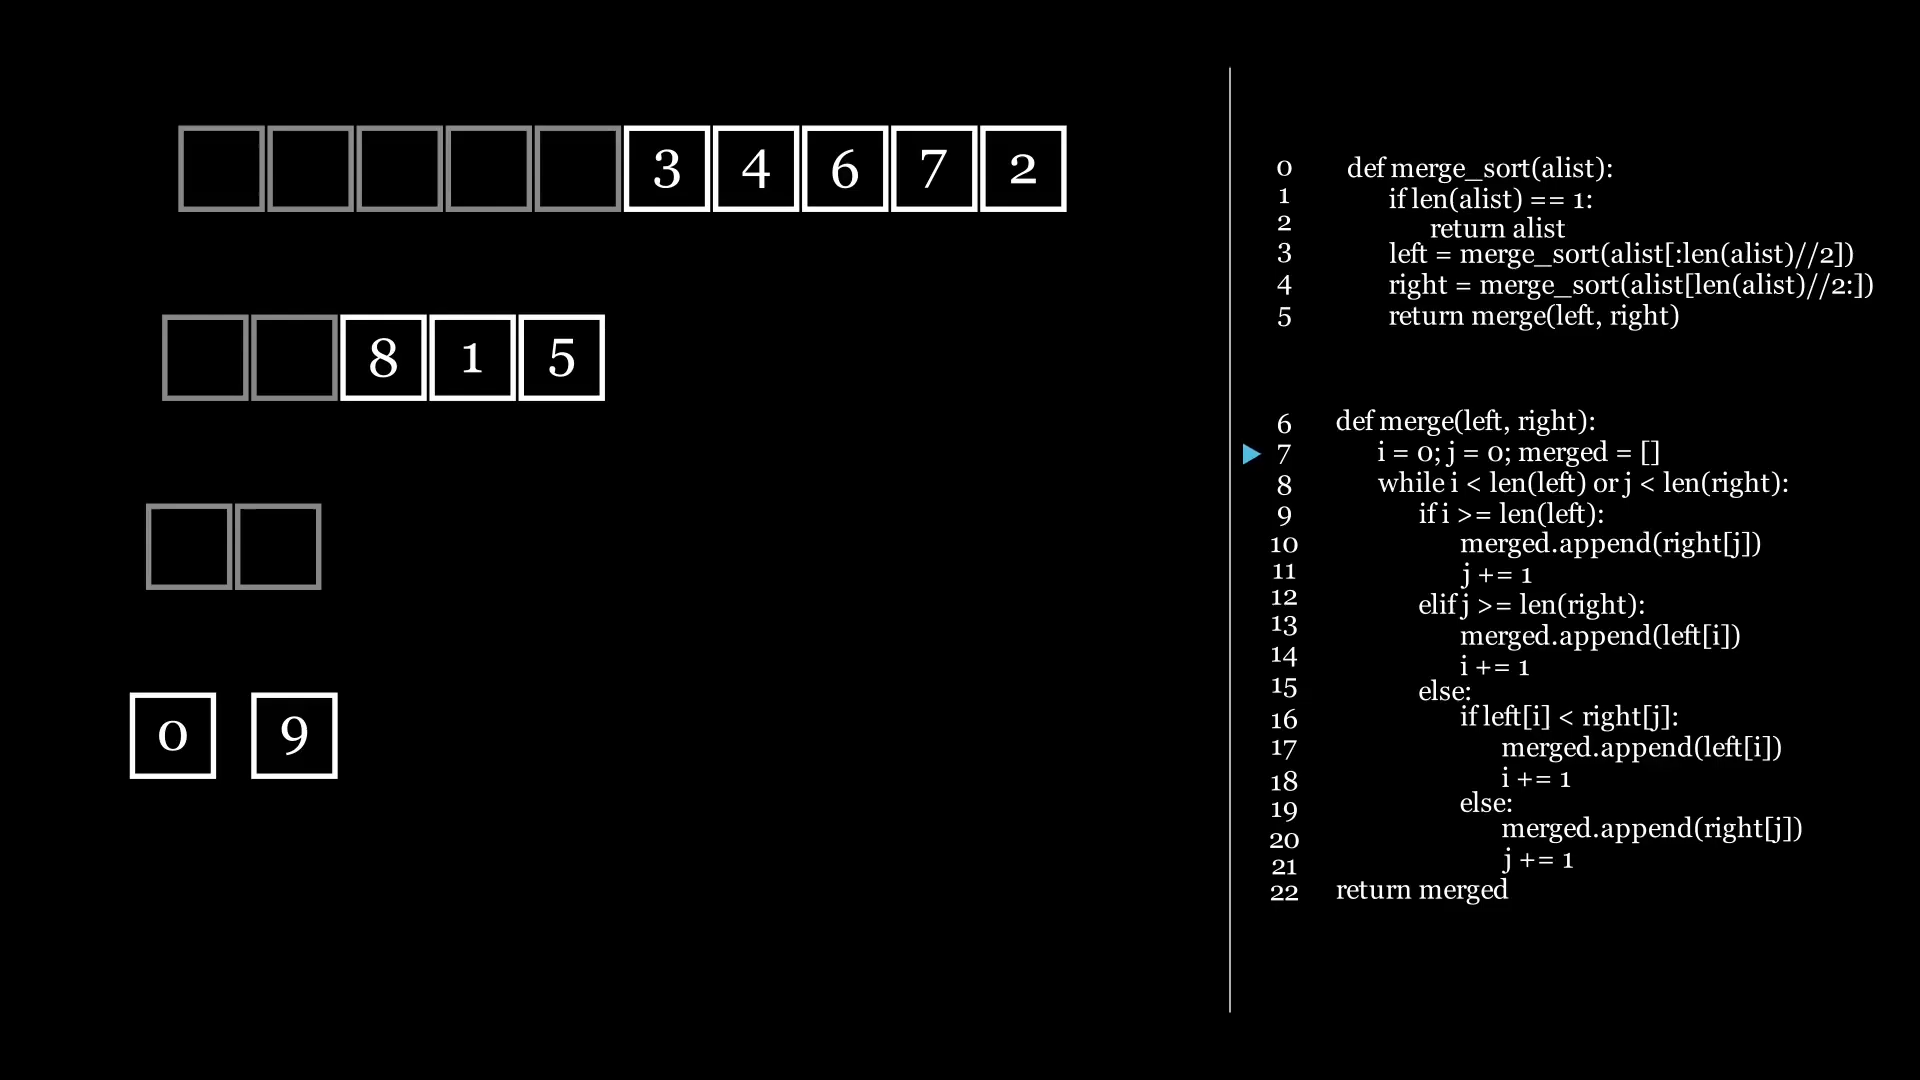 3 4 6 7 2
8 1 5
0 9
0 def merge_sort(alist):
1 if len(alist) == 1:
2 return alist
3 left = merge_sort(alist[:len(alist)//2])
4 right = merge_sort(alist[len(alist)//2:])
5 return merge(left, right)
6 def merge(left, right):
7 i = 0; j = 0; merged = []
8 while i < len(left) or j < len(right):
9 if i >= len(left):
10 merged.append(right[j])
11 j += 1
12 elif j >= len(right):
13 merged.append(left[i])
14 i += 1
15 else:
16 if left[i] < right[j]:
17 merged.append(left[i])
18 i += 1
19 else:
20 merged.append(right[j])
21 j += 1
22 return merged